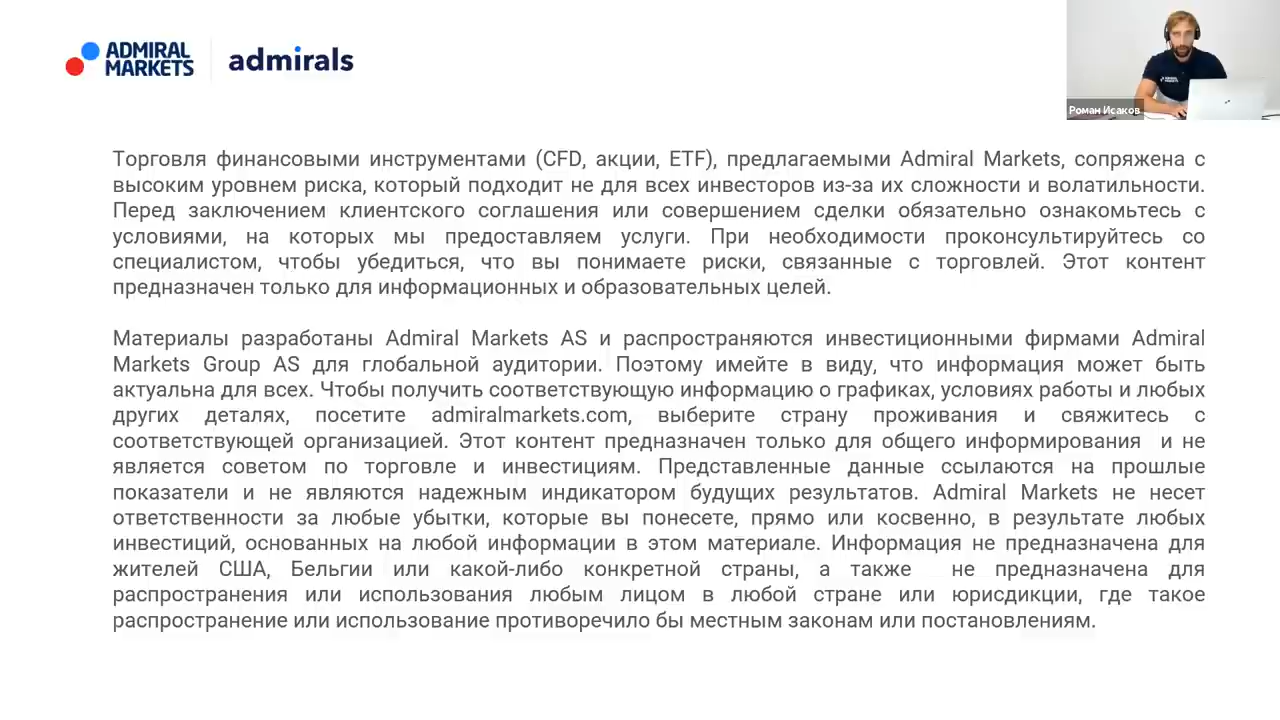 ADMIRAL
MARKETS
admirals
Роман Исаков
Торговля финансовыми инструментами (CFD, акции, ETF), предлагаемыми Admiral Markets, сопряжена с
высоким уровнем риска, который подходит не для всех инвесторов из-за их сложности и волатильности.
Перед заключением клиентского соглашения или совершением сделки обязательно ознакомьтесь с
условиями, на которых мы предоставляем услуги. При необходимости проконсультируйтесь со
специалистом, чтобы убедиться, что вы понимаете риски, связанные с торговлей. Этот контент
предназначен только для информационных и образовательных целей.
Материалы разработаны Admiral Markets AS и распространяются инвестиционными фирмами Admiral
Markets Group AS для глобальной аудитории. Поэтому имейте в виду, что информация может быть
актуальна для всех. Чтобы получить соответствующую информацию о графиках, условиях работы и любых
других деталях, посетите admiralmarkets.com, выберите страну проживания и свяжитесь с
соответствующей организацией. Этот контент предназначен только для общего информирования и не
является советом по торговле и инвестициям. Представленные данные ссылаются на прошлые
показатели и не являются надежным индикатором будущих результатов. Admiral Markets не несет
ответственности за любые убытки, которые вы понесете, прямо или косвенно, в результате любых
инвестиций, основанных на любой информации в этом материале. Информация не предназначена для
жителей США, Бельгии или какой-либо конкретной страны, а также не предназначена для
распространения или использования любым лицом в любой стране или юрисдикции, где такое
распространение или использование противоречило бы местным законам или постановлениям.